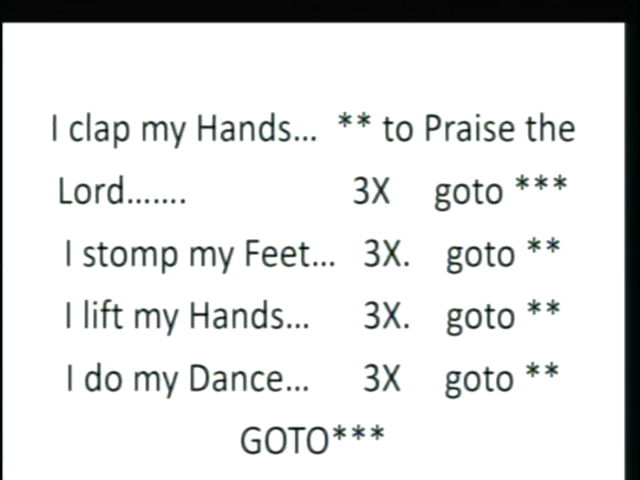 I clap my Hands... ** to Praise the
Lord....... 3X goto ***
I stomp my Feet... 3X. goto **
I lift my Hands... 3X. goto **
I do my Dance... 3X goto **
GOTO***